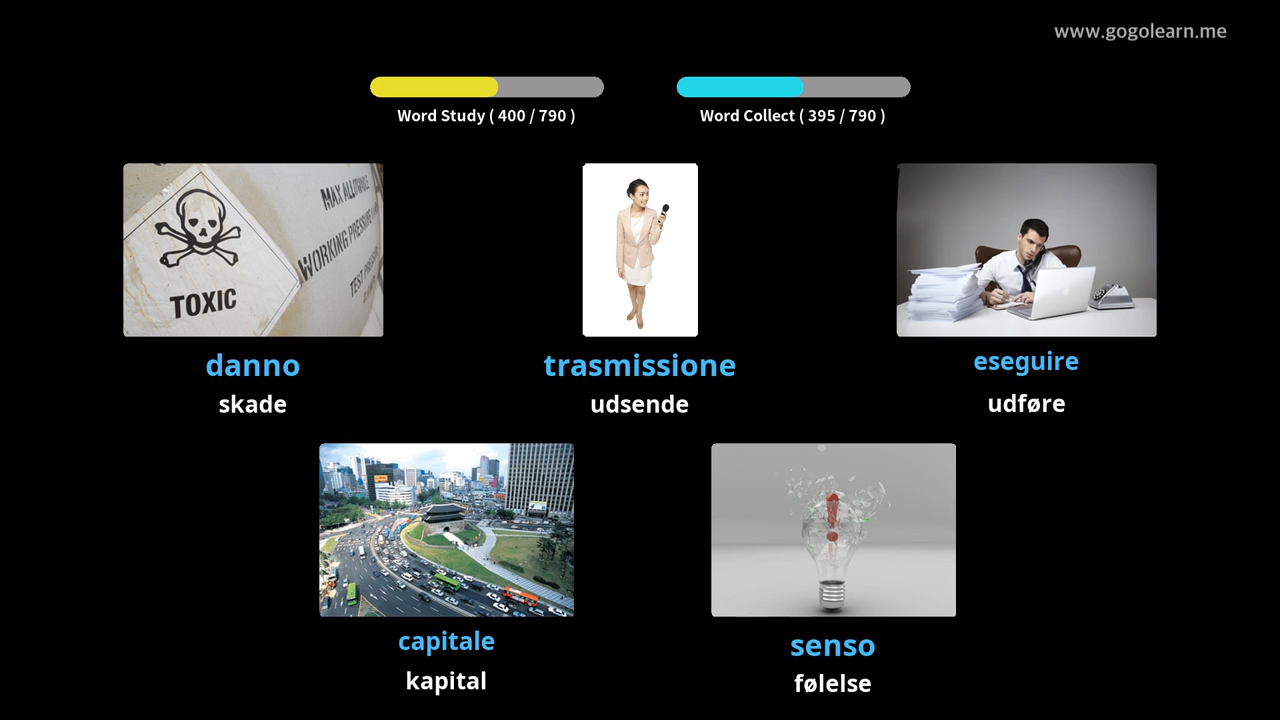 www.gogolearn.me
Word Study ( 400 / 790 )
Word Collect ( 395 / 790 )
TOXIC
MAX ALLOWABLE
WORKING PRESSURE
danno
skade
trasmissione
udsende
eseguire
udføre
capitale
kapital
senso
følelse